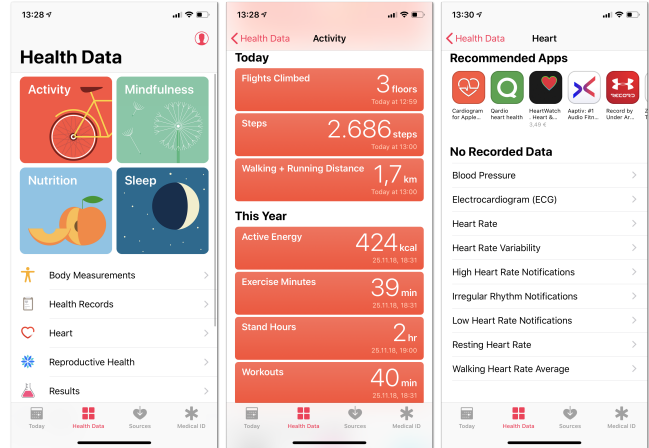 13:28
Health Data
Activity
Mindfulness
Nutrition
Sleep
Body Measurements
Health Records
Heart
Reproductive Health
Results
Today
Health Data
Sources
Medical ID
13:28
Health Data
Activity
Today
Flights Climbed
3 floors
Today at 12:59
Steps
2.686 steps
Today at 13:00
Walking + Running Distance
1,7 km
Today at 13:00
This Year
Active Energy
424 kcal
25.11.18, 18:31
Exercise Minutes
39 min
25.11.18, 18:31
Stand Hours
2 hr
25.11.18, 19:00
Workouts
40 min
25.11.18, 18:31
Today
Health Data
Sources
Medical ID
13:30
Health Data
Heart
Recommended Apps
RECORD
Cardiogram
for Apple...
Qardio
heart health
HeartWatch
. Heart &...
5,49 €
Aaptiv: #1
Audio Fitn...
Record by
Under Ar...
No Recorded Data
Blood Pressure
Electrocardiogram (ECG)
Heart Rate
Heart Rate Variability
High Heart Rate Notifications
Irregular Rhythm Notifications
Low Heart Rate Notifications
Resting Heart Rate
Walking Heart Rate Average
Today
Health Data
Sources
Medical ID